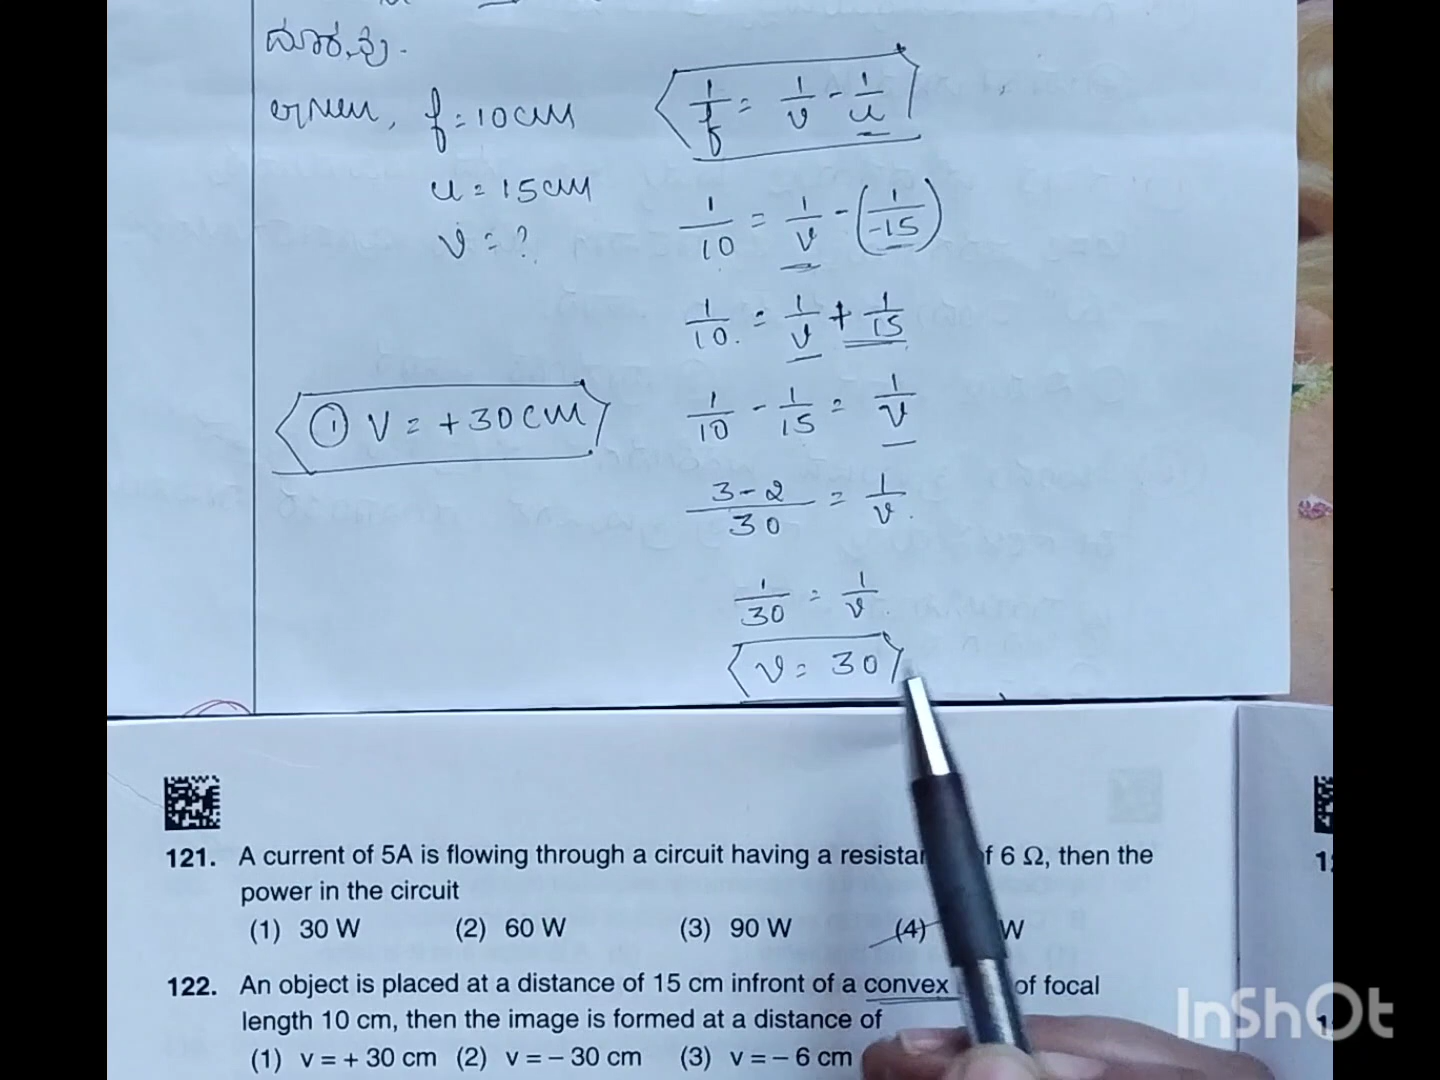 ದೂರವು.
f = 10cm
u = 15cm
v = ?
1/f = 1/v - 1/u
1/10 = 1/v - (1/-15)
1/10 = 1/v + 1/15
1/10 - 1/15 = 1/v
① V = +30cm
3-2/30 = 1/v
1/30 = 1/v
v = 30
121. A current of 5A is flowing through a circuit having a of 6 Ω, then the
power in the circuit
(1) 30 W (2) 60 W (3) 90 W (4) W
122. An object is placed at a distance of 15 cm infront of a convex of focal
length 10 cm, then the image is formed at a distance of
(1) v = + 30 cm (2) v = – 30 cm (3) v = – 6 cm
InShOt